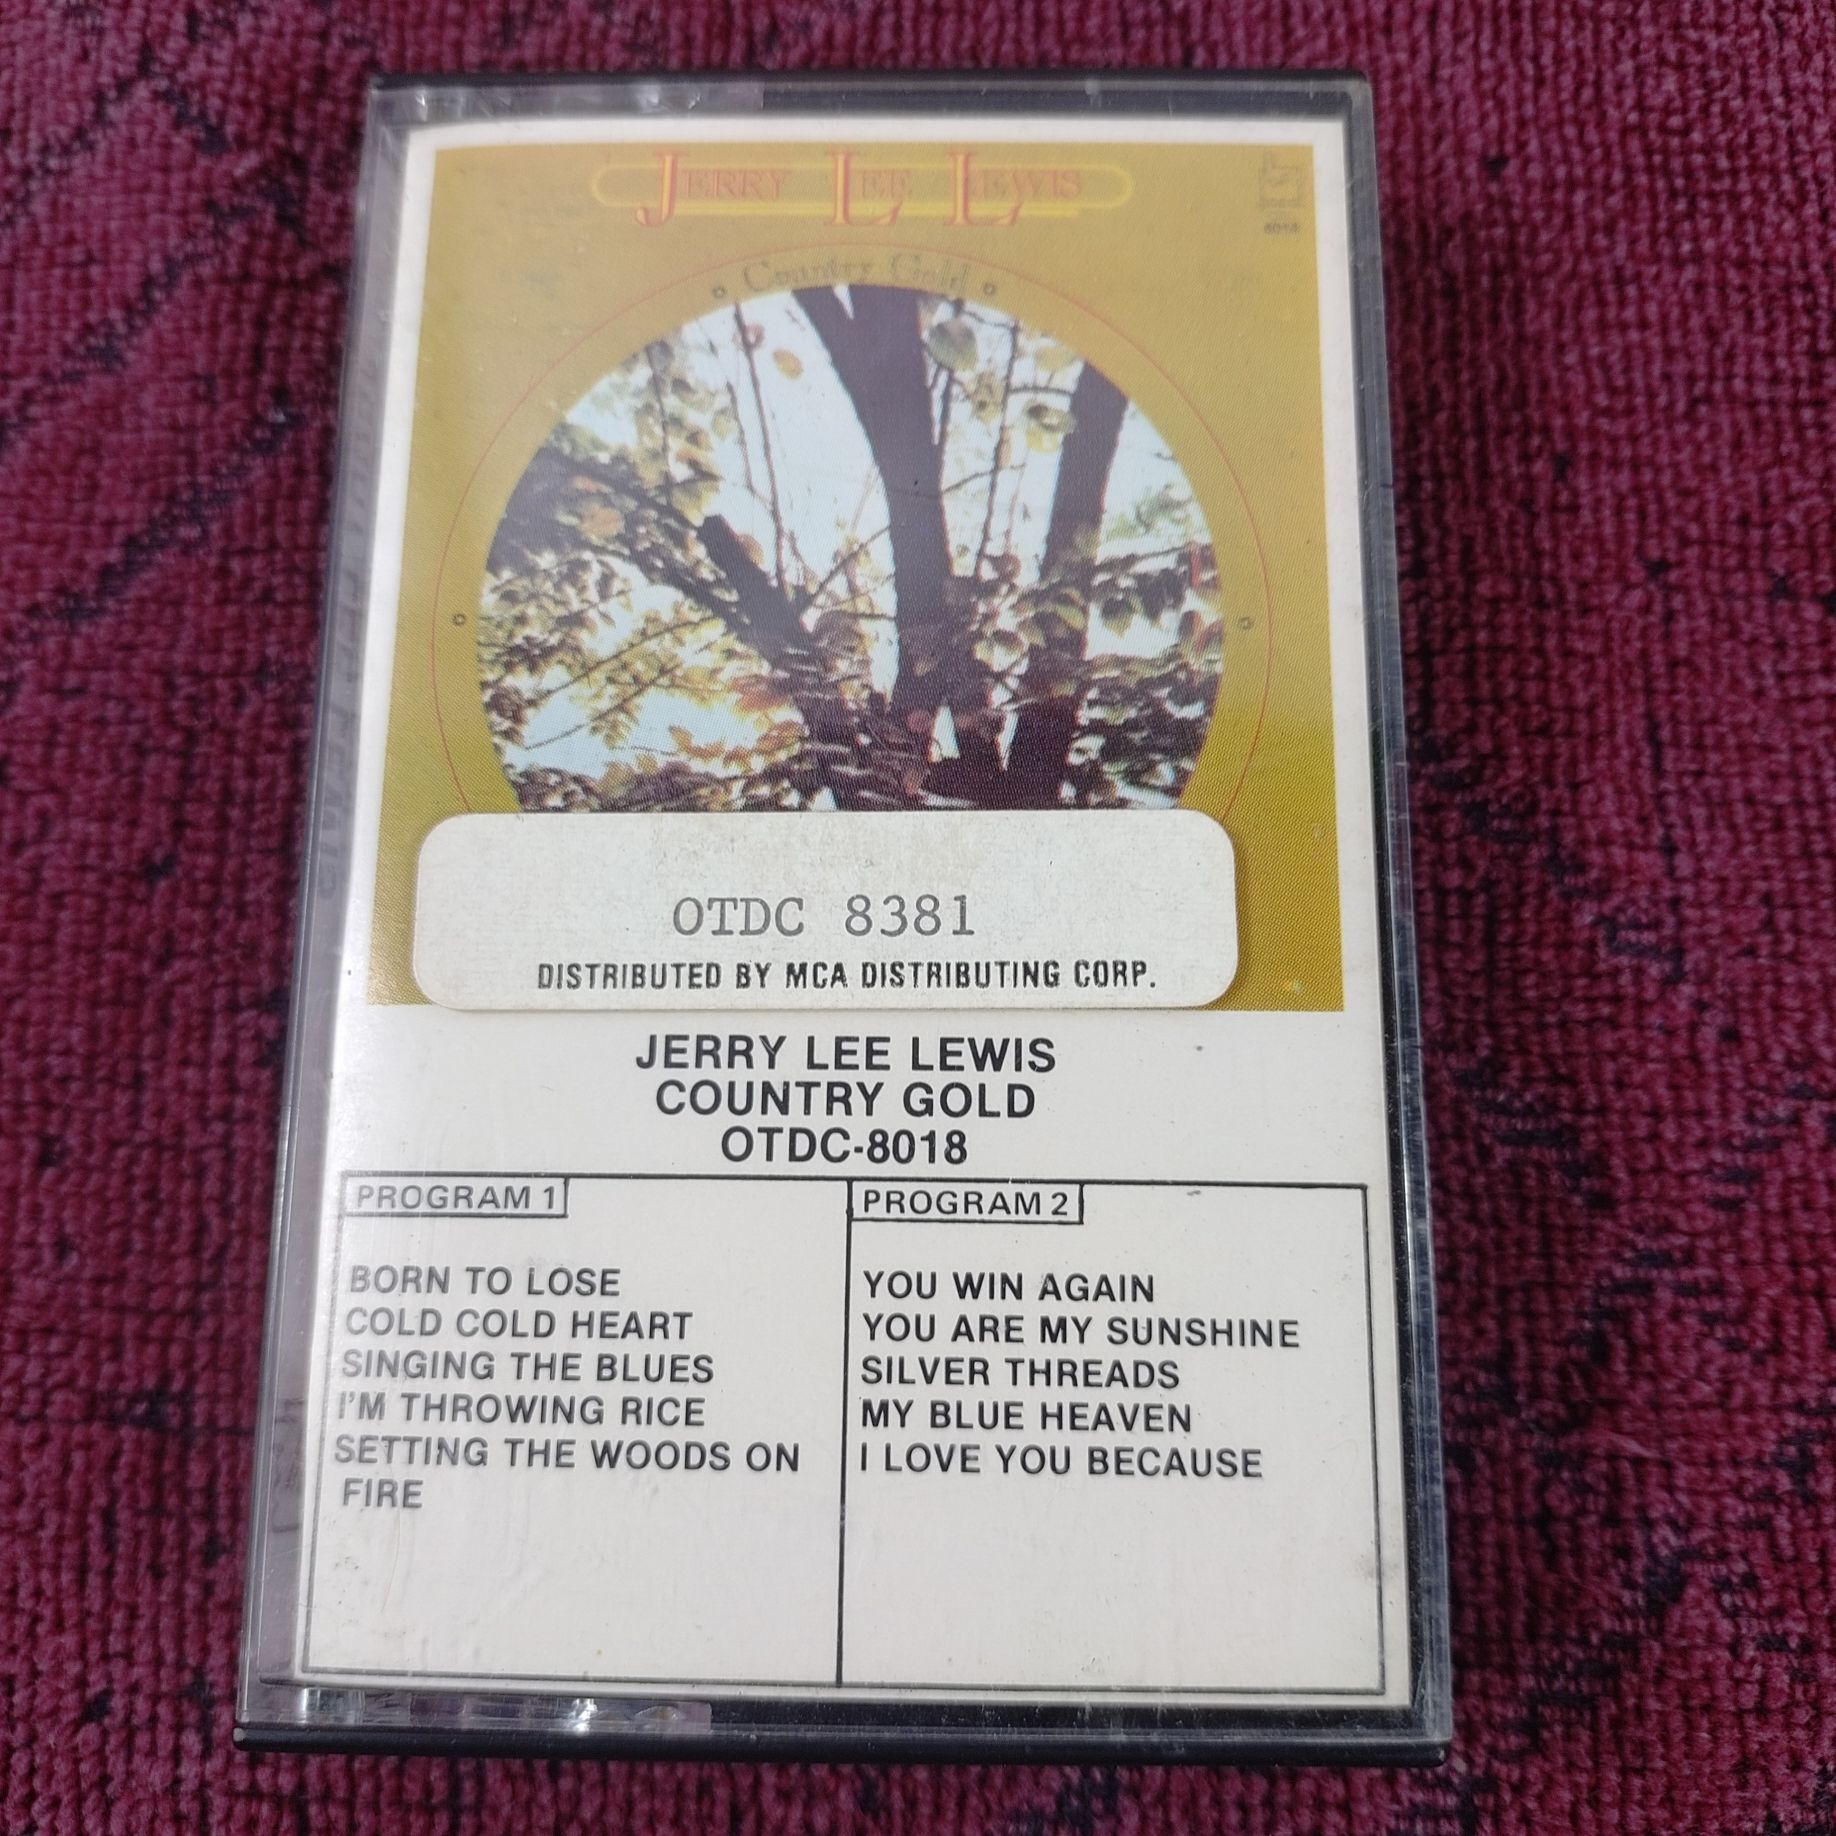 JERRY LEE LEWIS
8018
Country Gold
OTDC 8381
DISTRIBUTED BY MCA DISTRIBUTING CORP.
JERRY LEE LEWIS
COUNTRY GOLD
OTDC-8018
PROGRAM 1
BORN TO LOSE
COLD COLD HEART
SINGING THE BLUES
I'M THROWING RICE
SETTING THE WOODS ON
FIRE
PROGRAM 2
YOU WIN AGAIN
YOU ARE MY SUNSHINE
SILVER THREADS
MY BLUE HEAVEN
I LOVE YOU BECAUSE